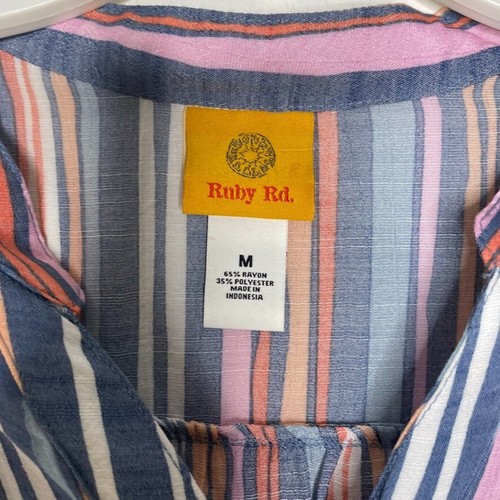 Ruby Rd.
M
65% RAYON
35% POLYESTER
MADE IN
INDONESIA